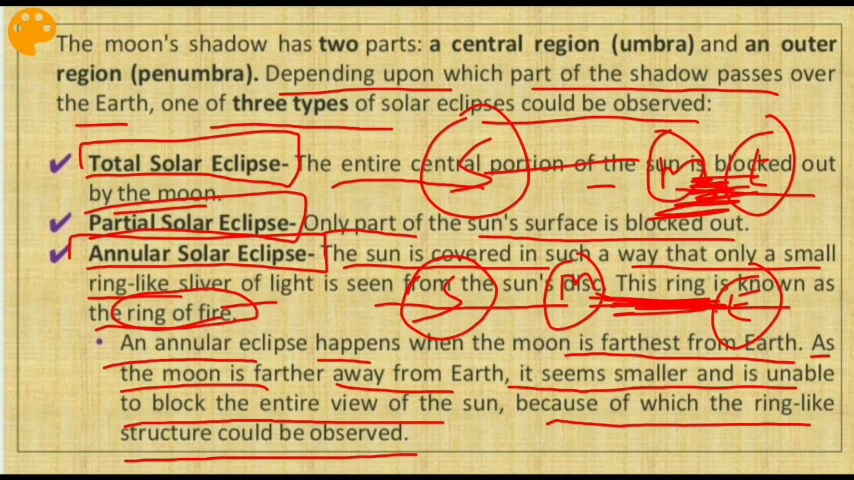 The moon's shadow has two parts: a central region (umbra) and an outer
region (penumbra). Depending upon which part of the shadow passes over
the Earth, one of three types of solar eclipses could be observed:
Total Solar Eclipse- The entire central portion of the sun is blocked out
by the moon.
Partial Solar Eclipse- Only part of the sun's surface is blocked out.
Annular Solar Eclipse- The sun is covered in such a way that only a small
ring-like sliver of light is seen from the sun's disc. This ring is known as
the ring of fire.
An annular eclipse happens when the moon is farthest from Earth. As
the moon is farther away from Earth, it seems smaller and is unable
to block the entire view of the sun, because of which the ring-like
structure could be observed.
S M E
S M E